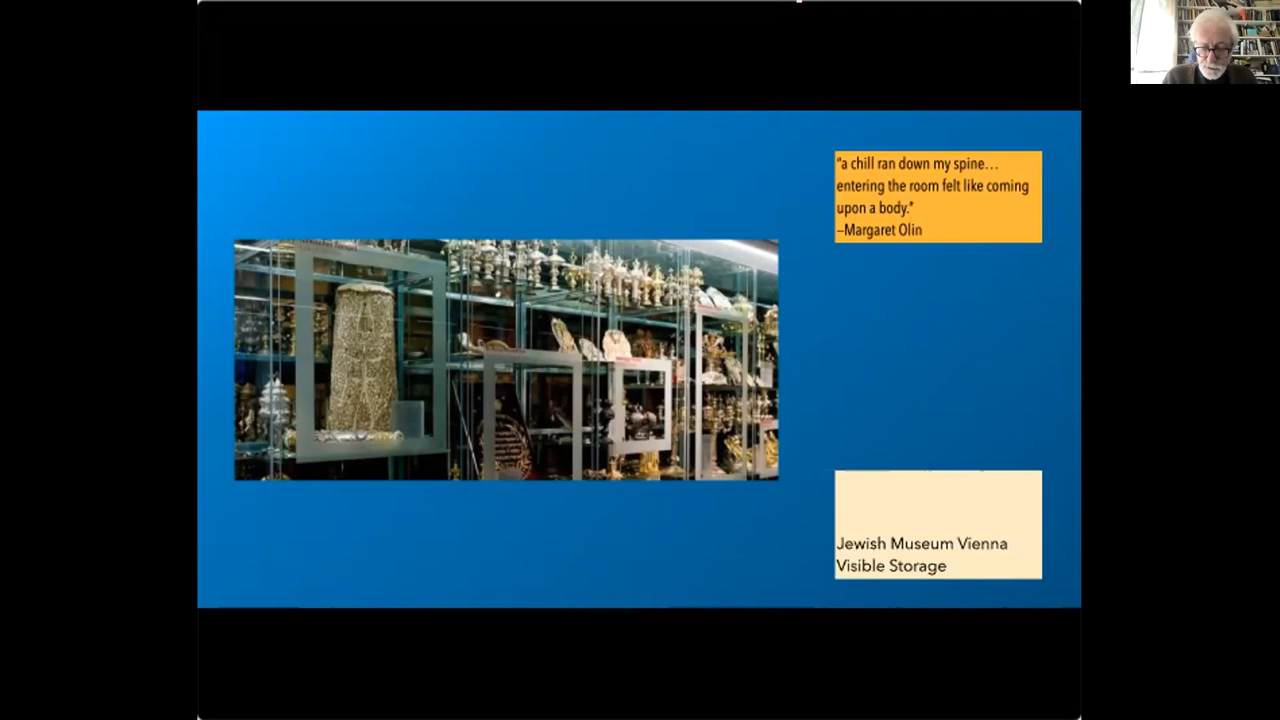 "a chill ran down my spine…
entering the room felt like coming
upon a body."
–Margaret Olin
Jewish Museum Vienna
Visible Storage